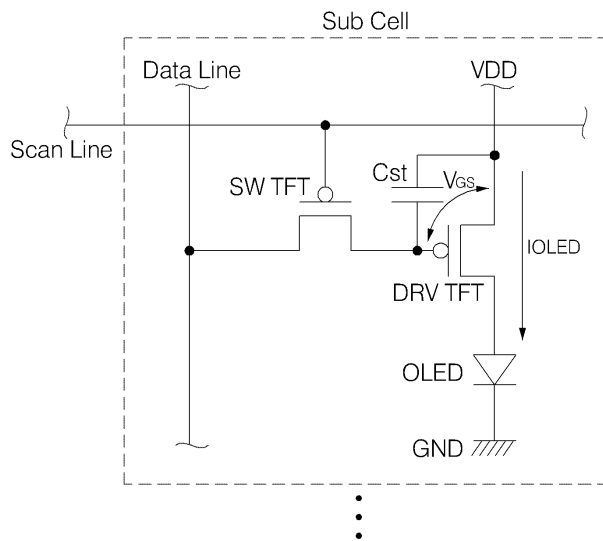 Sub Cell
Data Line
VDD
Scan Line
SW TFT
Cst
VGS
IOLED
DRV TFT
OLED
GND